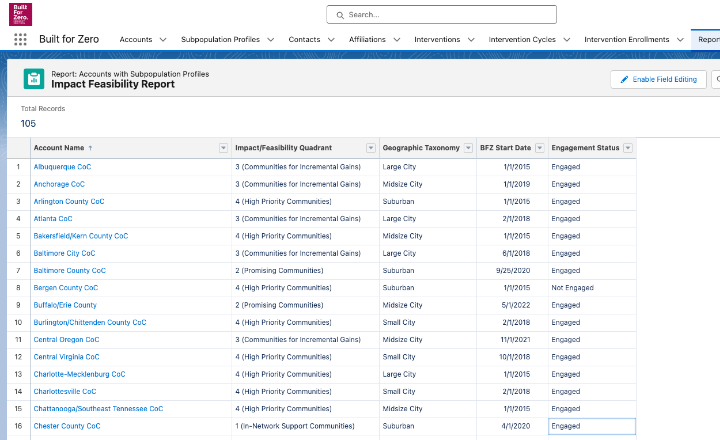 Built
For
Zero.
Search...
Built for Zero
Accounts
Subpopulation Profiles
Contacts
Affiliations
Interventions
Intervention Cycles
Intervention Enrollments
Report: Accounts with Subpopulation Profiles
Impact Feasibility Report
Enable Field Editing
Total Records
105
Account Name ↑ Impact/Feasibility Quadrant Geographic Taxonomy BFZ Start Date Engagement Status
1 Albuquerque CoC 3 (Communities for Incremental Gains) Large City 1/1/2015 Engaged
2 Anchorage CoC 3 (Communities for Incremental Gains) Midsize City 1/1/2019 Engaged
3 Arlington County CoC 4 (High Priority Communities) Suburban 1/1/2015 Engaged
4 Atlanta CoC 3 (Communities for Incremental Gains) Large City 2/1/2018 Engaged
5 Bakersfield/Kern County CoC 4 (High Priority Communities) Midsize City 1/1/2015 Engaged
6 Baltimore City CoC 3 (Communities for Incremental Gains) Large City 6/1/2018 Engaged
7 Baltimore County CoC 2 (Promising Communities) Suburban 9/25/2020 Engaged
8 Bergen County CoC 4 (High Priority Communities) Suburban 1/1/2015 Not Engaged
9 Buffalo/Erie County 2 (Promising Communities) Midsize City 5/1/2022 Engaged
10 Burlington/Chittenden County CoC 4 (High Priority Communities) Small City 2/1/2018 Engaged
11 Central Oregon CoC 3 (Communities for Incremental Gains) Midsize City 11/1/2021 Engaged
12 Central Virginia CoC 4 (High Priority Communities) Small City 10/1/2018 Engaged
13 Charlotte-Mecklenburg CoC 4 (High Priority Communities) Large City 1/1/2015 Engaged
14 Charlottesville CoC 4 (High Priority Communities) Small City 2/1/2018 Engaged
15 Chattanooga/Southeast Tennessee CoC 4 (High Priority Communities) Midsize City 1/1/2015 Engaged
16 Chester County CoC 1 (In-Network Support Communities) Suburban 4/1/2020 Engaged